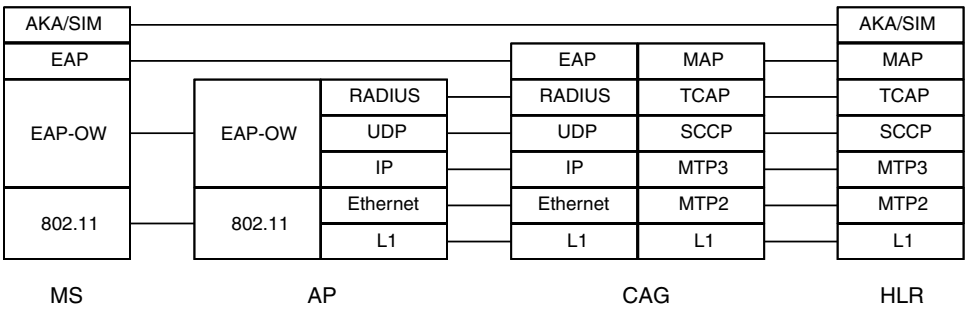 AKA/SIM AKA/SIM
EAP EAP MAP MAP
RADIUS RADIUS TCAP TCAP
EAP-OW EAP-OW UDP UDP SCCP SCCP
IP IP MTP3 MTP3
Ethernet Ethernet MTP2 MTP2
802.11 802.11
L1 L1 L1 L1
MS AP CAG HLR